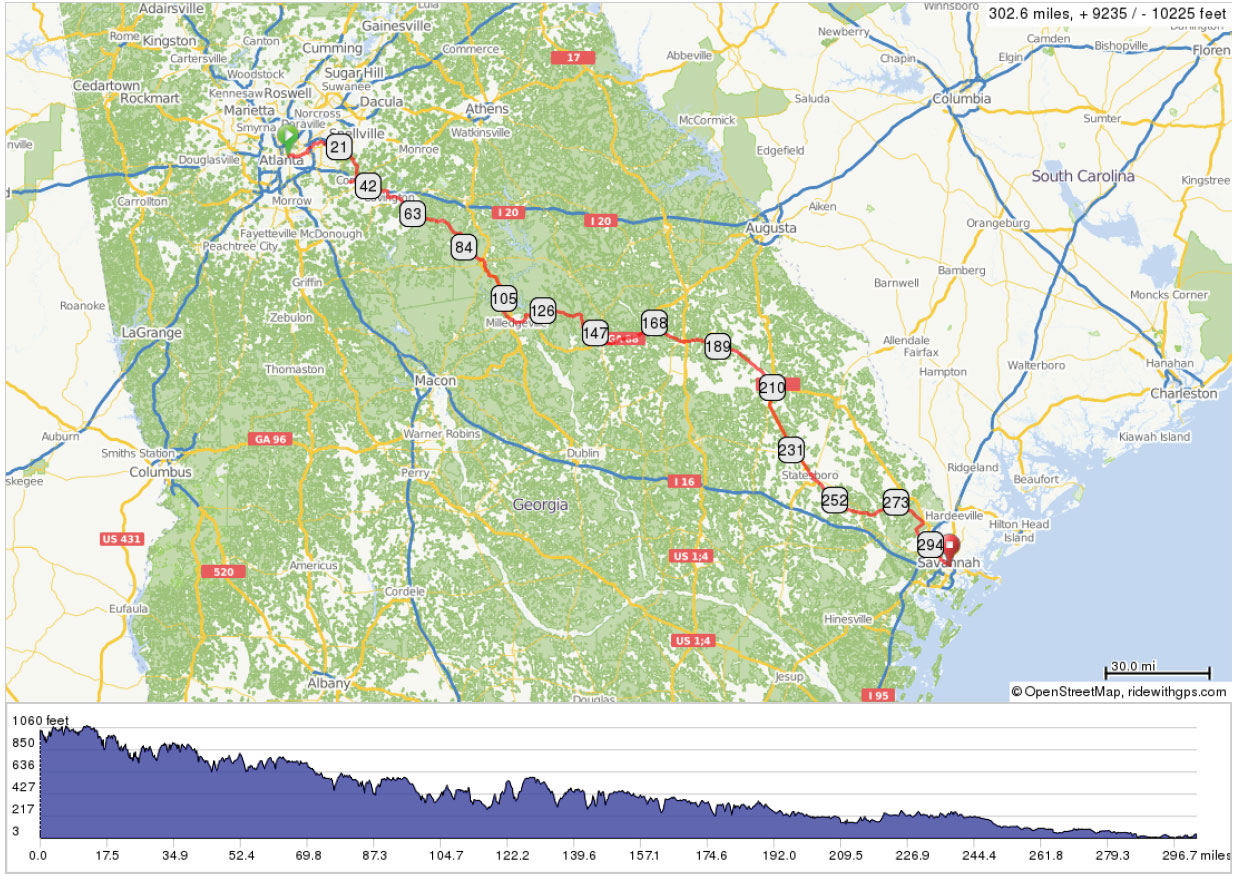 302.6 miles, + 9235 / - 10225 feet
Adairsville
Lula
Winnsboro
Rome
Kingston
Canton
Gainesville
Cumming
Commerce
Newberry
Camden
Bishopville
Floren
Cartersville
17
Abbeville
Chapin
Elgin
Woodstock
Sugar Hill
Cedartown
Rockmart
Kennesaw
Roswell
Suwanee
Dacula
Athens
Saluda
Columbia
Manetta
Norcross
Smyrna
Doraville
Snellville
Watkinsville
McCormick
Sumter
nville
Douglasville
Atlanta
21
Monroe
Edgefield
South Carolina
Kingstree
Carrollton
Morrow
42
Covington
63
I 20
I 20
Aiken
Augusta
Orangeburg
Fayetteville
McDonough
Peachtree City
84
Bamberg
Griffin
Barnwell
Moncks Corner
Roanoke
Zebulon
105
126
Milledgeville
147
GA 88
168
189
LaGrange
Allendale
Fairfax
Walterboro
Hanahan
Thomaston
Macon
210
Hampton
Charleston
Auburn
GA 96
Warner Robins
Kiawah Island
Smiths Station
Columbus
Dublin
231
Ridgeland
skegee
Perry
I 16
Statesboro
Beaufort
Georgia
252
273
Hardeeville
Hilton Head
Island
US 431
294
Savannah
520
Americus
US 1;4
Eufaula
Cordele
Hinesville
US 1;4
Albany
Jesup
30.0 mi
Douglas
I 95
© OpenStreetMap, ridewithgps.com
1060 feet
850
636
427
217
3
0.0 17.5 34.9 52.4 69.8 87.3 104.7 122.2 139.6 157.1 174.6 192.0 209.5 226.9 244.4 261.8 279.3 296.7 miles